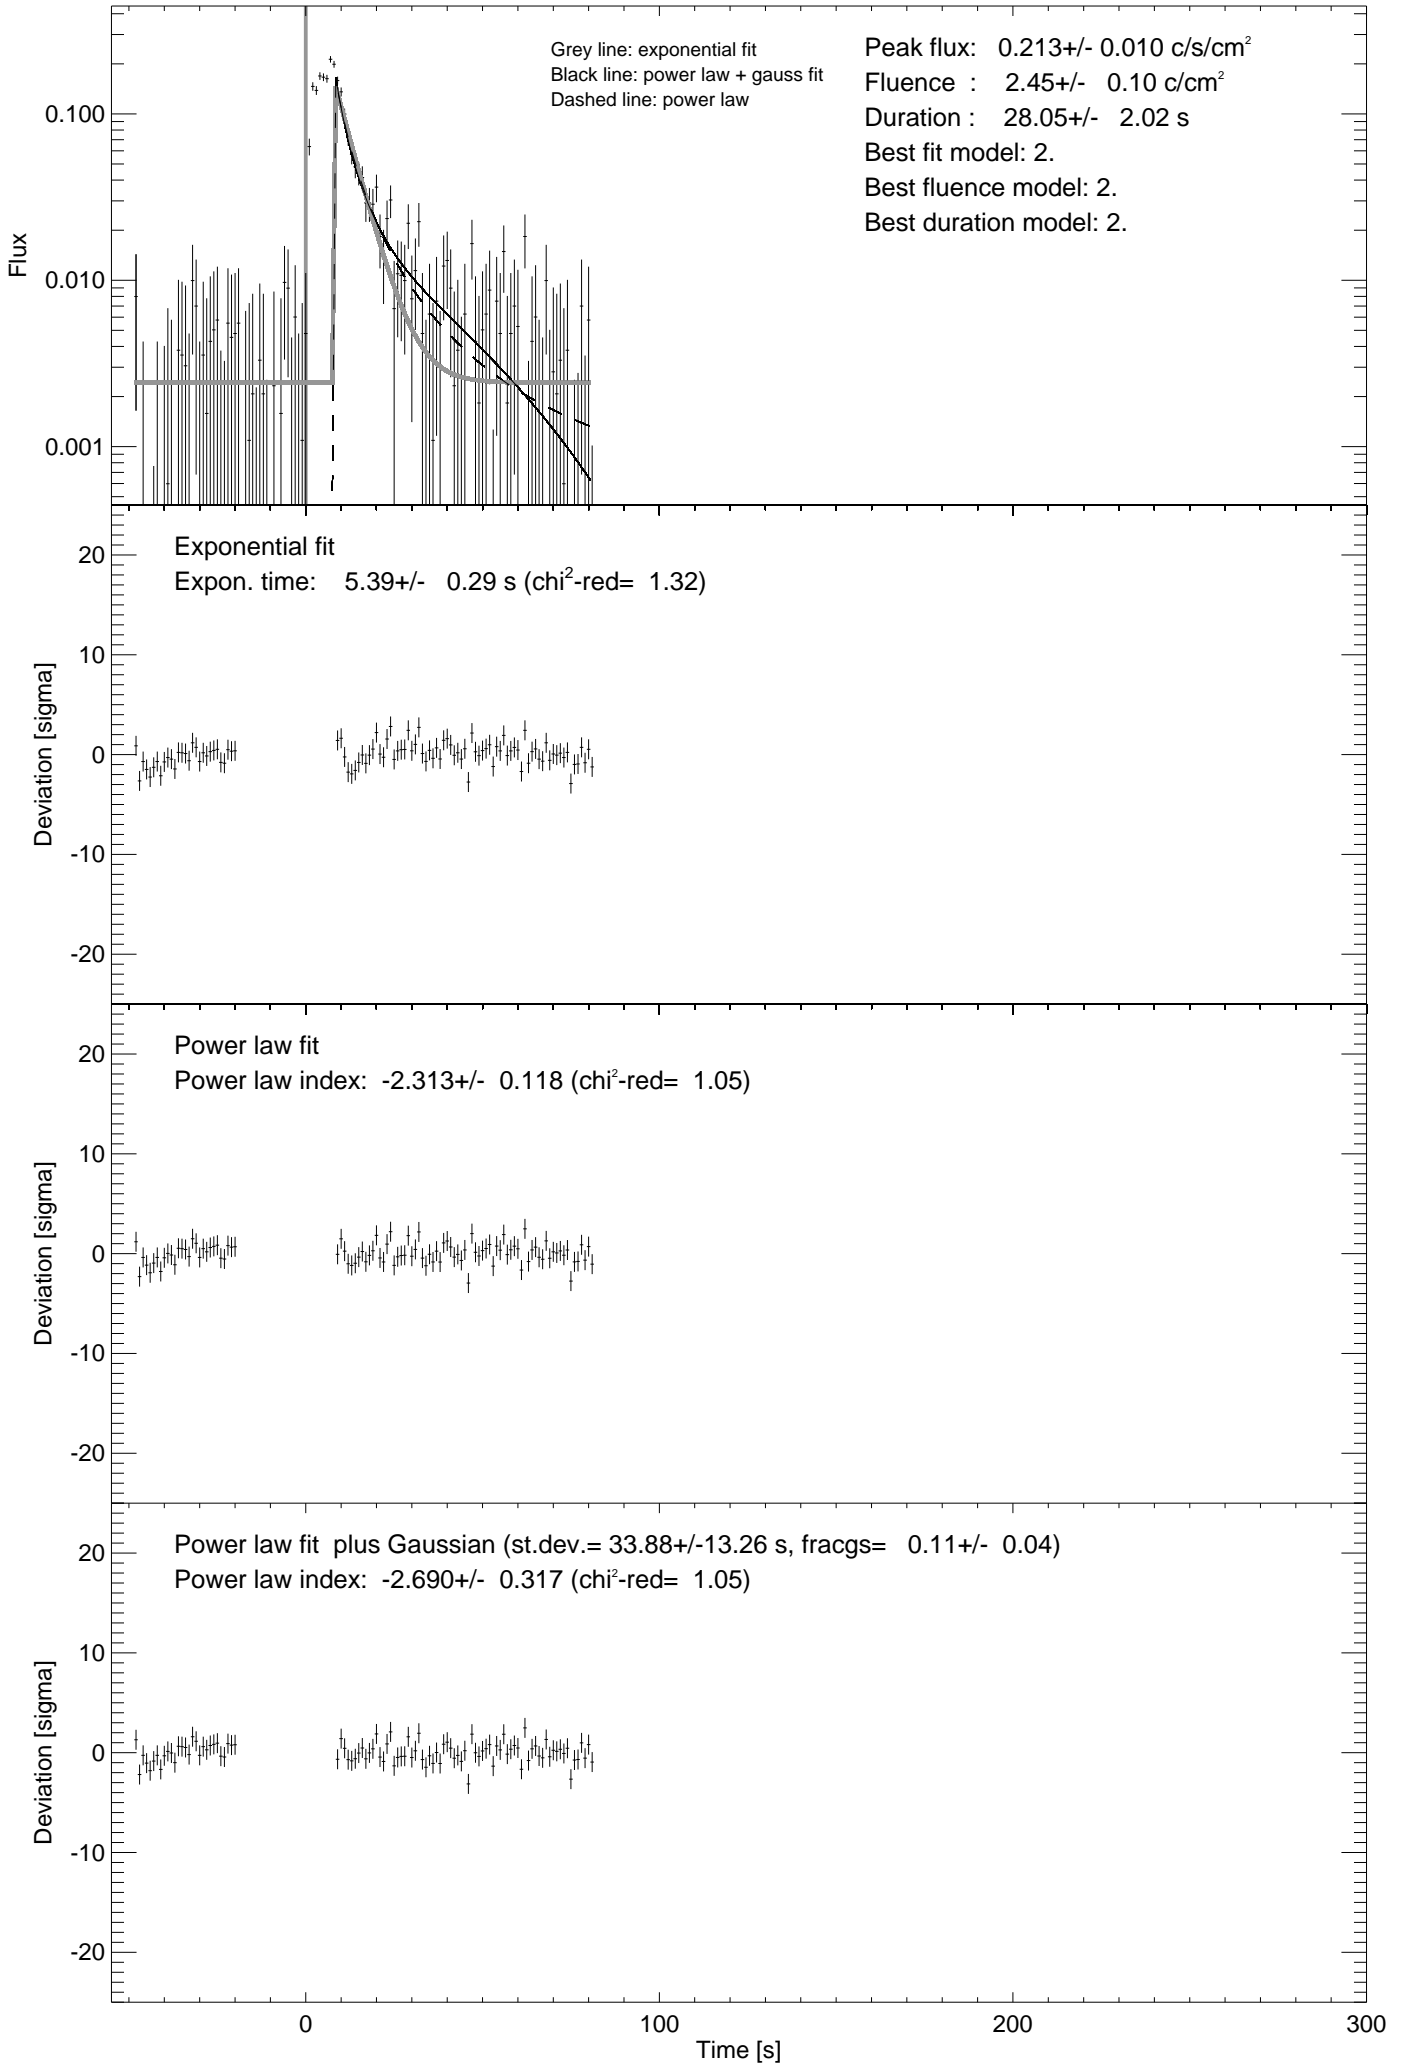 Grey line: exponential fit
Black line: power law + gauss fit
Dashed line: power law
Peak flux: 0.213+/- 0.010 c/s/cm²
Fluence : 2.45+/- 0.10 c/cm²
Duration : 28.05+/- 2.02 s
Best fit model: 2.
Best fluence model: 2.
Best duration model: 2.
Flux
0.100
0.010
0.001
Exponential fit
Expon. time: 5.39+/- 0.29 s (chi²-red= 1.32)
Deviation [sigma]
20
10
0
-10
-20
Power law fit
Power law index: -2.313+/- 0.118 (chi²-red= 1.05)
Deviation [sigma]
20
10
0
-10
-20
Power law fit plus Gaussian (st.dev.= 33.88+/-13.26 s, fracgs= 0.11+/- 0.04)
Power law index: -2.690+/- 0.317 (chi²-red= 1.05)
Deviation [sigma]
20
10
0
-10
-20
0 100 200 300
Time [s]